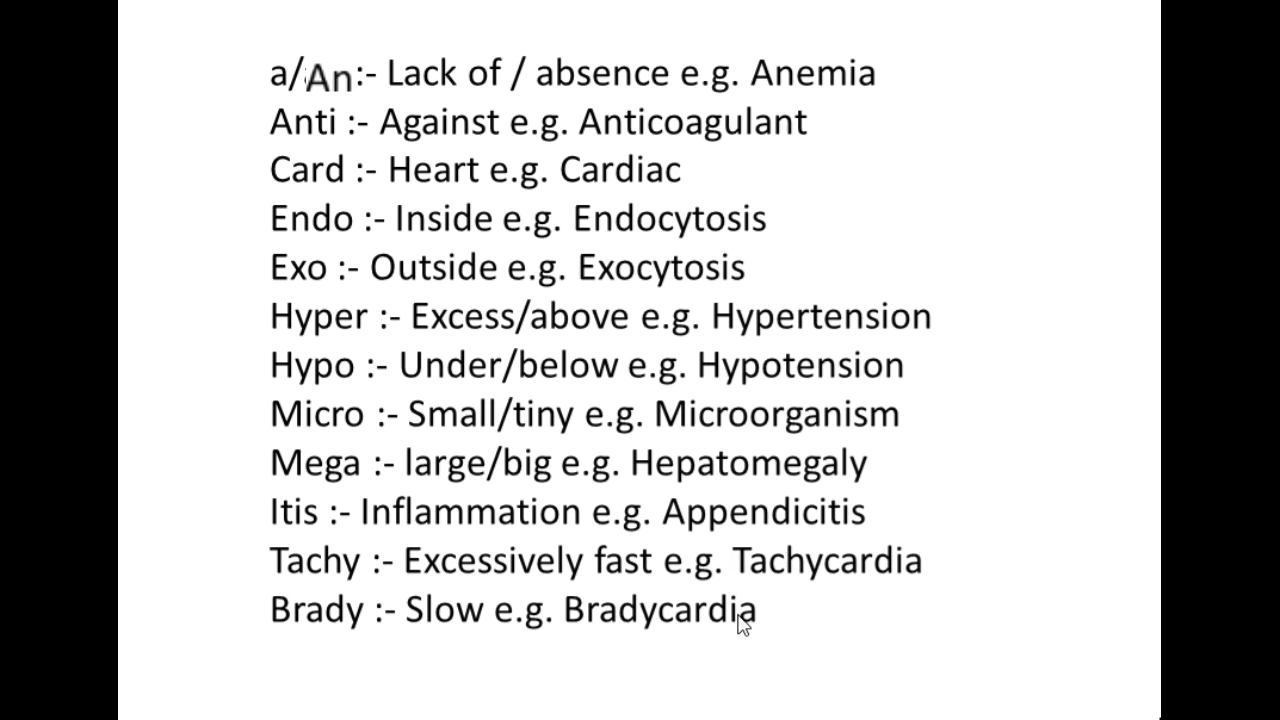 a/An:- Lack of / absence e.g. Anemia
Anti :- Against e.g. Anticoagulant
Card :- Heart e.g. Cardiac
Endo :- Inside e.g. Endocytosis
Exo :- Outside e.g. Exocytosis
Hyper :- Excess/above e.g. Hypertension
Hypo :- Under/below e.g. Hypotension
Micro :- Small/tiny e.g. Microorganism
Mega :- large/big e.g. Hepatomegaly
Itis :- Inflammation e.g. Appendicitis
Tachy :- Excessively fast e.g. Tachycardia
Brady :- Slow e.g. Bradycardia